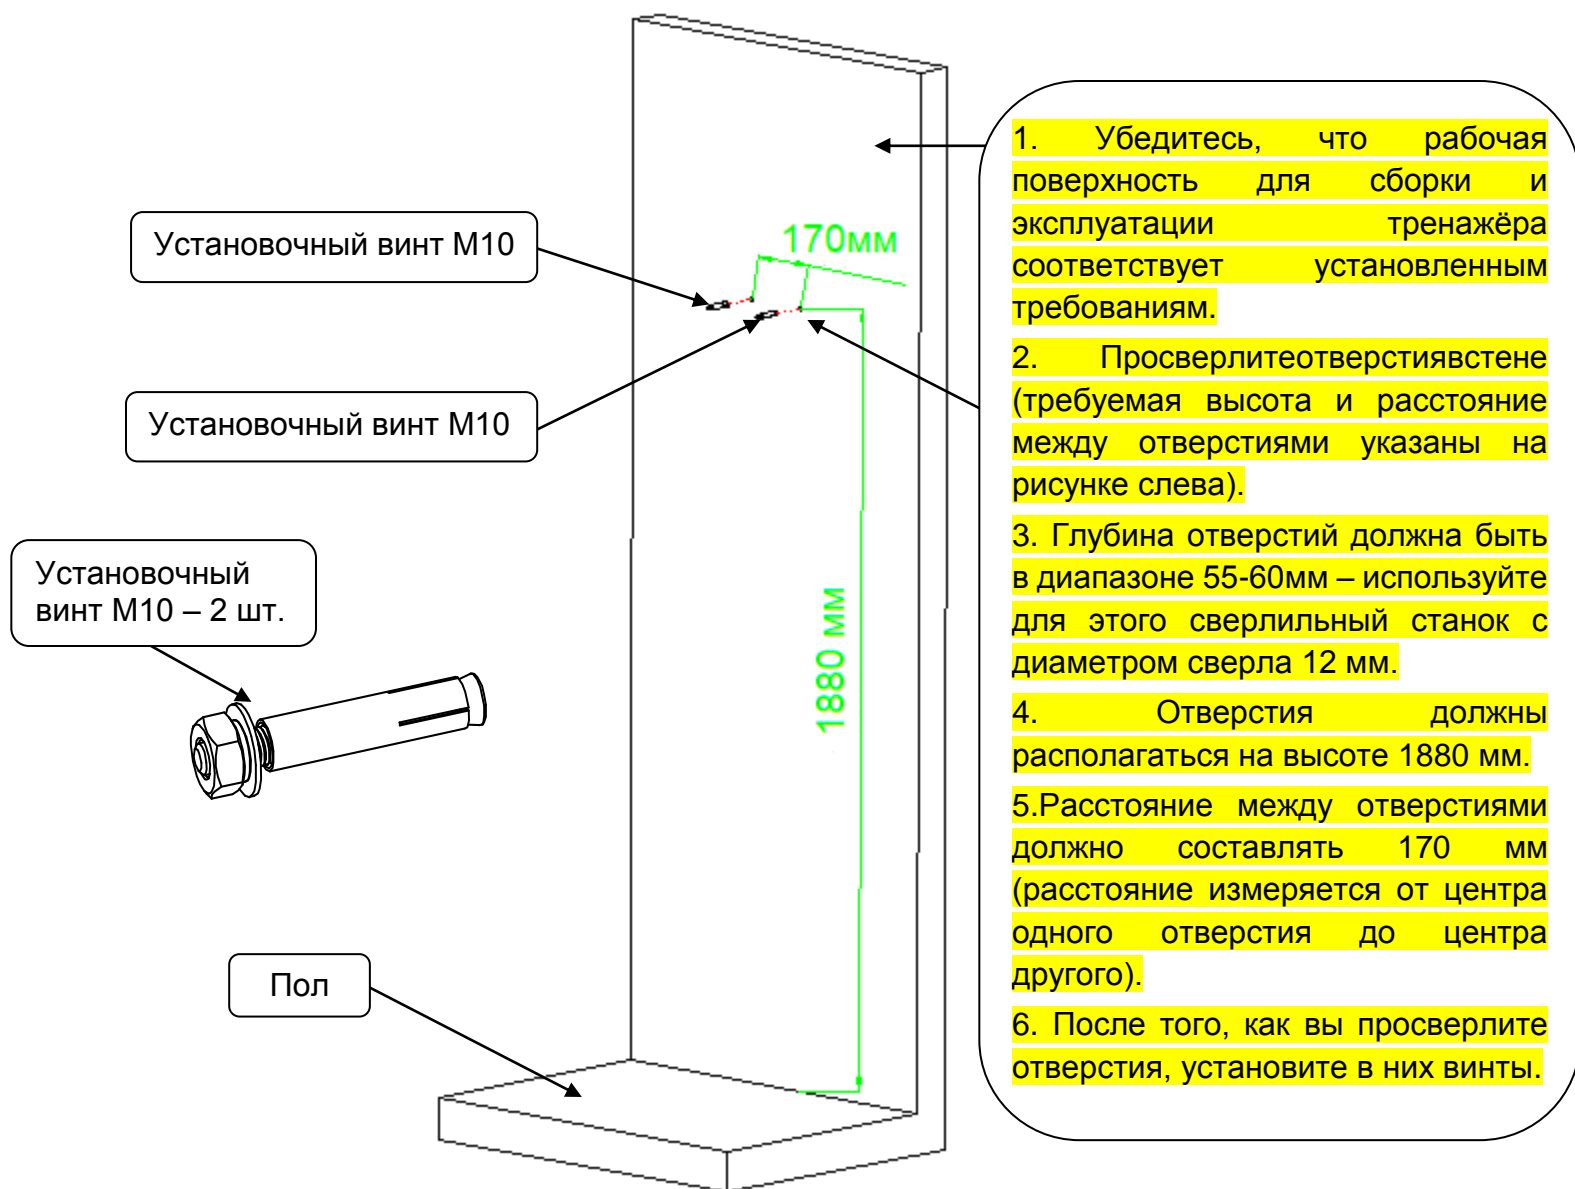 170мм
Установочный винт М10
Установочный винт М10
Установочный
винт М10 – 2 шт.
1880 мм
Пол
1. Убедитесь, что рабочая
поверхность для сборки и
эксплуатации тренажёра
соответствует установленным
требованиям.
2. Просверлитеотверстиявстене
(требуемая высота и расстояние
между отверстиями указаны на
рисунке слева).
3. Глубина отверстий должна быть
в диапазоне 55-60мм – используйте
для этого сверлильный станок с
диаметром сверла 12 мм.
4. Отверстия должны
располагаться на высоте 1880 мм.
5.Расстояние между отверстиями
должно составлять 170 мм
(расстояние измеряется от центра
одного отверстия до центра
другого).
6. После того, как вы просверлите
отверстия, установите в них винты.